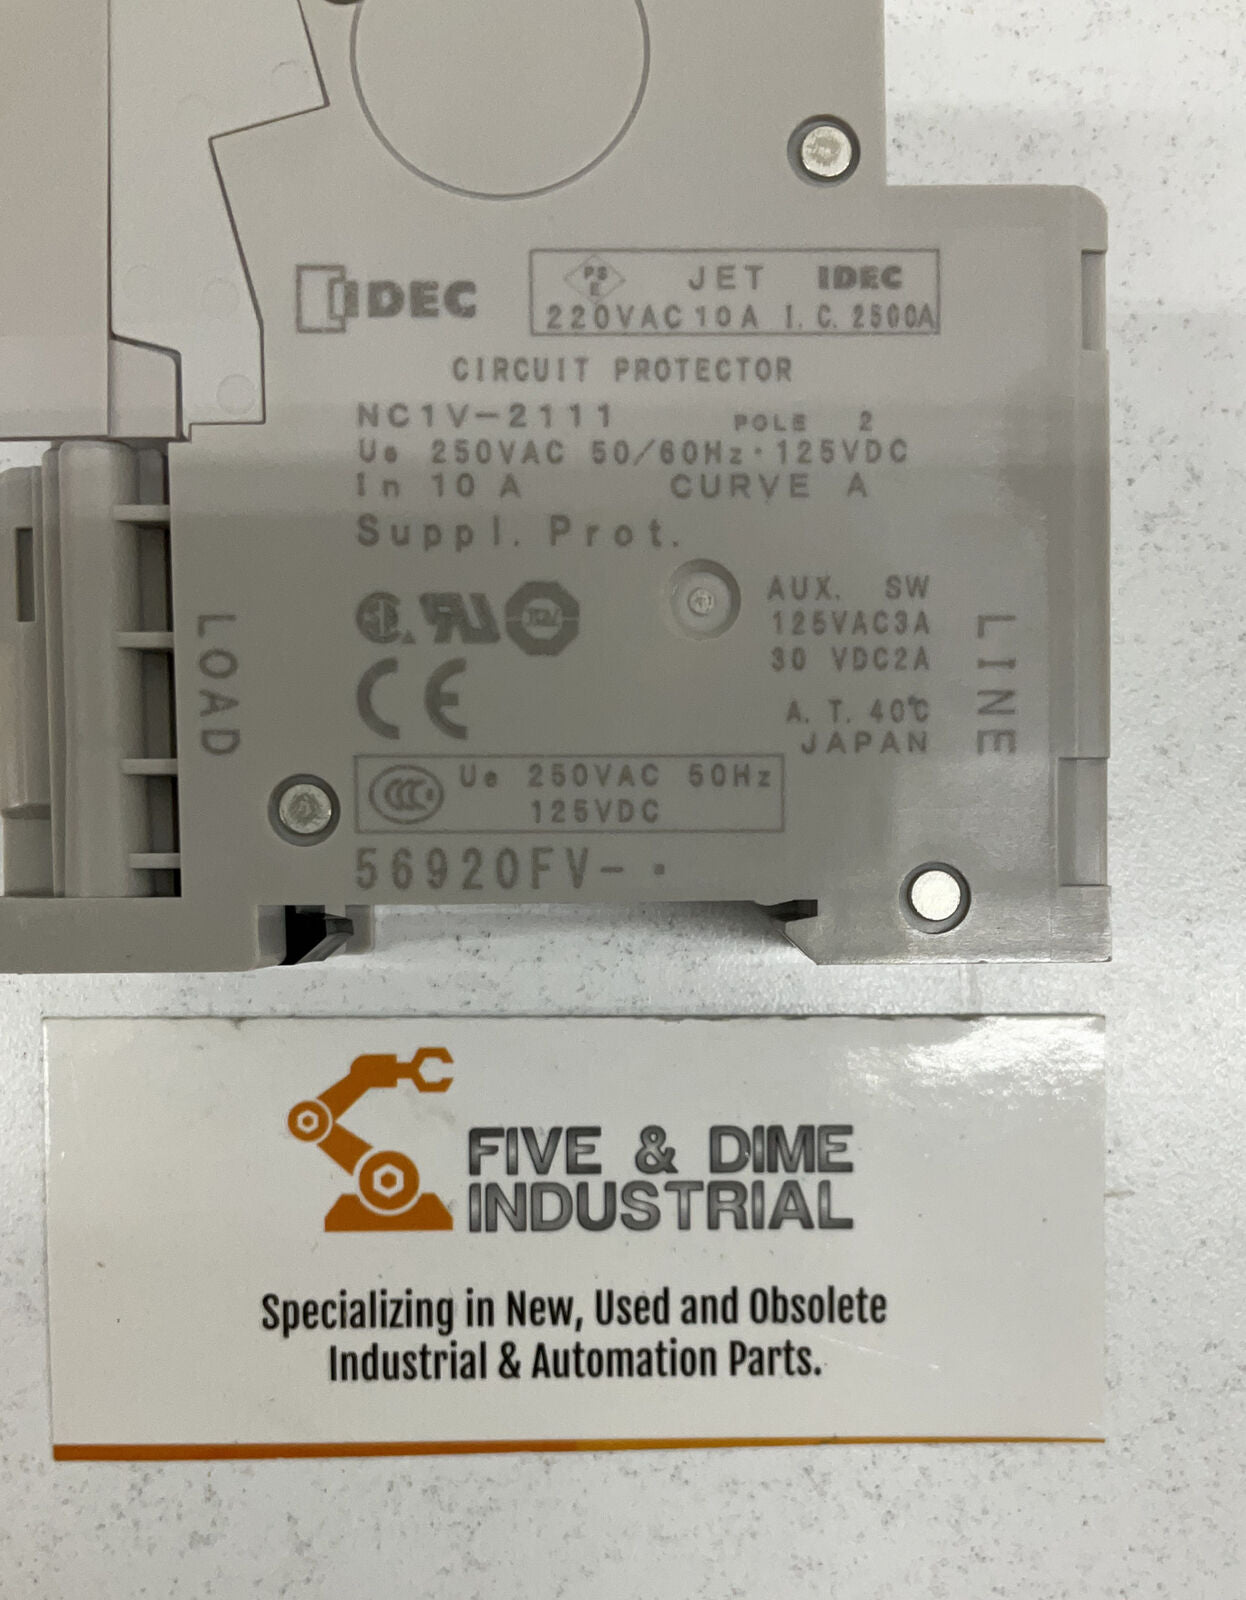 IDEC
PS E JET IDEC
220VAC10A I.C. 2500A
CIRCUIT PROTECTOR
NC1V-2111 POLE 2
Ue 250VAC 50/60Hz·125VDC
In 10 A CURVE A
Suppl. Prot.
AUX. SW
125VAC3A
30 VDC2A
LOAD
LINE
CE
A. T. 40℃
JAPAN
CCC Ue 250VAC 50Hz
125VDC
56920FV-·
FIVE & DIME
INDUSTRIAL
Specializing in New, Used and Obsolete
Industrial & Automation Parts.